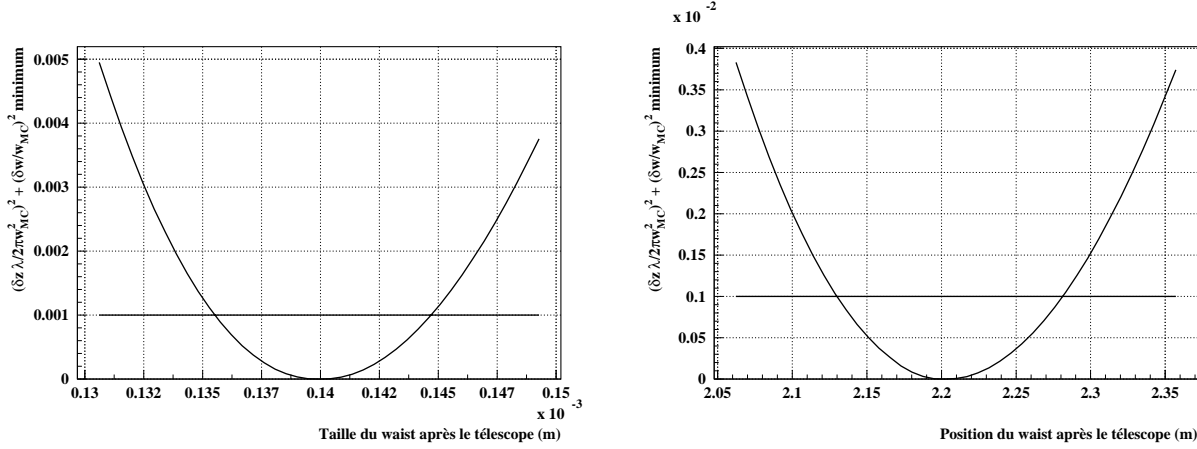 (δz λ/2πw²MC)² + (δw/wMC)² minimum
0.005
0.004
0.003
0.002
0.001
0
0.13 0.132 0.135 0.137 0.14 0.142 0.145 0.147 0.15
x 10 -3
Taille du waist après le télescope (m)
x 10 -2
(δz λ/2πw²MC)² + (δw/wMC)² minimum
0.4
0.35
0.3
0.25
0.2
0.15
0.1
0.05
0
2.05 2.1 2.15 2.2 2.25 2.3 2.35
Position du waist après le télescope (m)